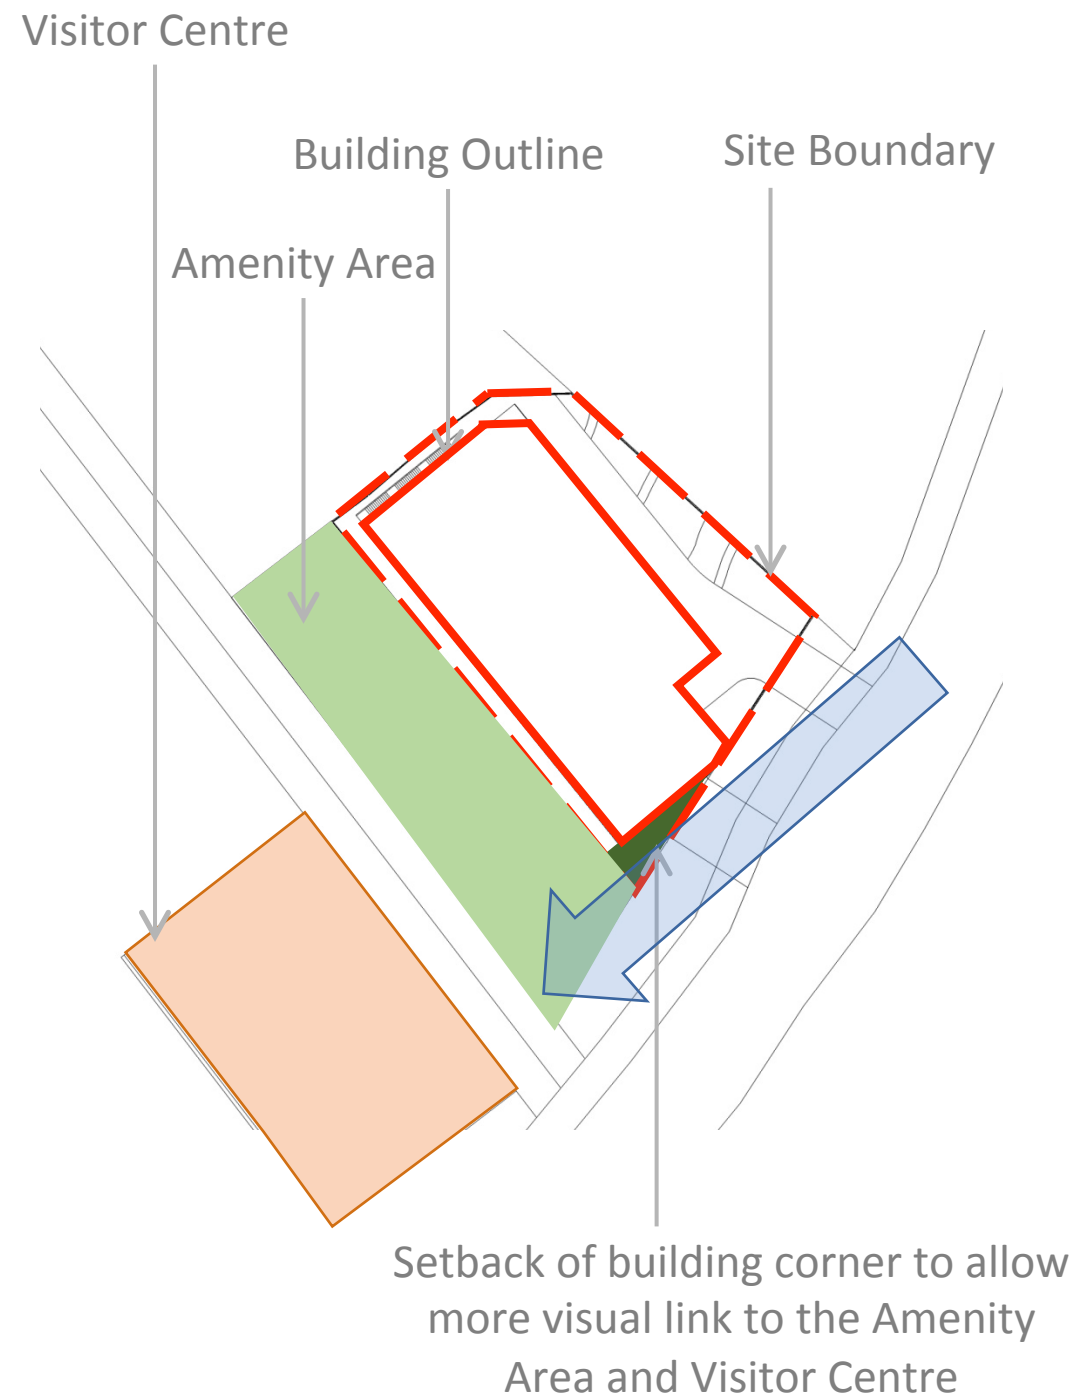 Visitor Centre
Building Outline
Site Boundary
Amenity Area
Setback of building corner to allow
more visual link to the Amenity
Area and Visitor Centre